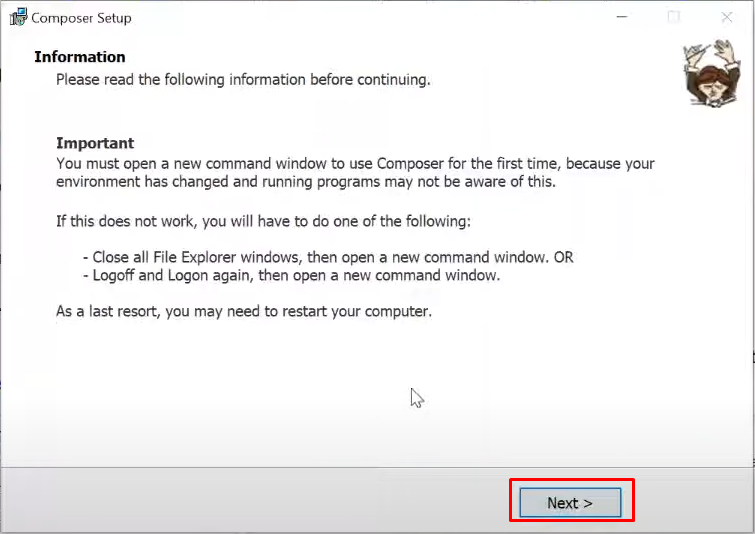 Composer Setup
Information
Please read the following information before continuing.
Important
You must open a new command window to use Composer for the first time, because your
environment has changed and running programs may not be aware of this.
If this does not work, you will have to do one of the following:
- Close all File Explorer windows, then open a new command window. OR
- Logoff and Logon again, then open a new command window.
As a last resort, you may need to restart your computer.
Next >